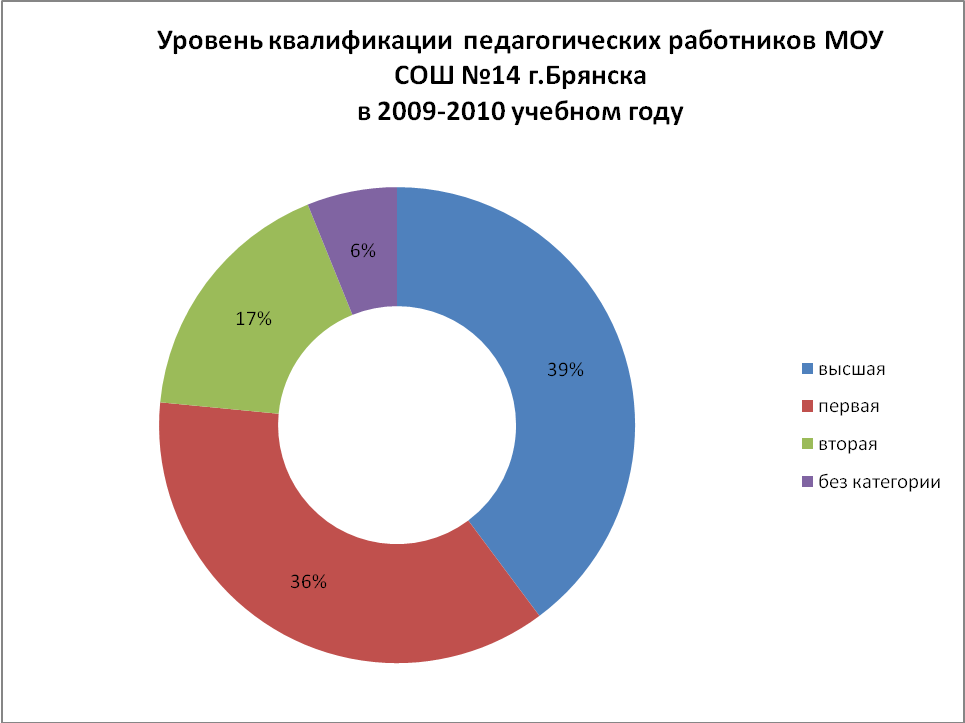 Уровень квалификации педагогических работников МОУ
СОШ №14 г.Брянска
в 2009-2010 учебном году
6%
17%
39%
36%
высшая
первая
вторая
без категории